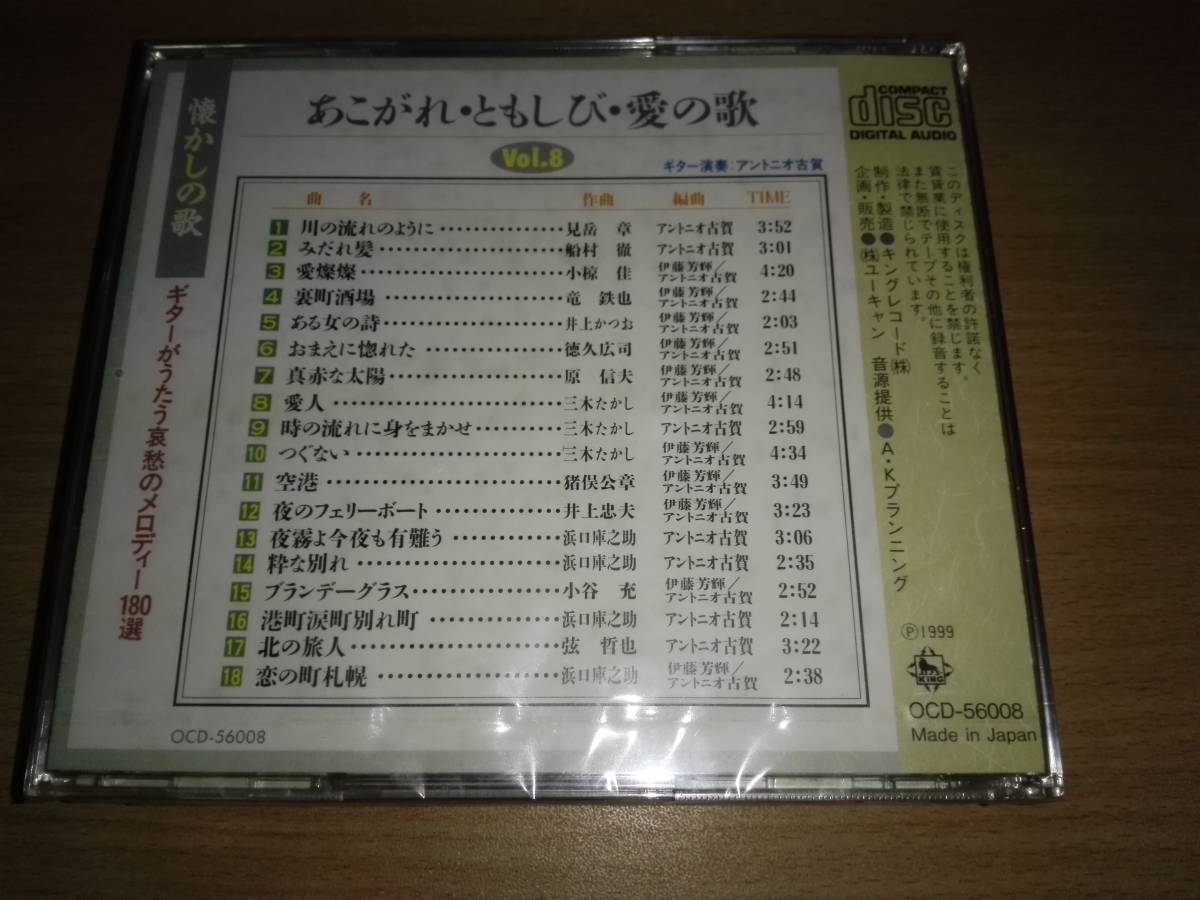 懐かしの歌
ギターがうたう哀愁のメロディー180選
あこがれ・ともしび・愛の歌
Vol.8
ギター演奏:アントニオ古賀
曲 名 作曲 編曲 TIME
1 川の流れのように・・・・・・・・・・・・・・・見岳 章 アントニオ古賀 3:52
2 みだれ髪・・・・・・・・・・・・・・・・・・・・・・・船村 徹 アントニオ古賀 3:01
3 愛燦燦・・・・・・・・・・・・・・・・・・・・・・・・・小椋 佳 伊藤芳輝/アントニオ古賀 4:20
4 裏町酒場・・・・・・・・・・・・・・・・・・・・・・竜 鉄也 伊藤芳輝/アントニオ古賀 2:44
5 ある女の詩・・・・・・・・・・・・・・・・・・・・・井上かつお 伊藤芳輝/アントニオ古賀 2:03
6 おまえに惚れた・・・・・・・・・・・・・・・・・徳久広司 伊藤芳輝/アントニオ古賀 2:51
7 真赤な太陽・・・・・・・・・・・・・・・・・・・・・原 信夫 伊藤芳輝/アントニオ古賀 2:48
8 愛人・・・・・・・・・・・・・・・・・・・・・・・・・・・三木たかし 伊藤芳輝/アントニオ古賀 4:14
9 時の流れに身をまかせ・・・・・・・・・・三木たかし アントニオ古賀 2:59
10 つぐない・・・・・・・・・・・・・・・・・・・・・・・三木たかし 伊藤芳輝/アントニオ古賀 4:34
11 空港・・・・・・・・・・・・・・・・・・・・・・・・・・・猪俣公章 伊藤芳輝/アントニオ古賀 3:49
12 夜のフェリーボート・・・・・・・・・・・・・・井上忠夫 伊藤芳輝/アントニオ古賀 3:23
13 夜霧よ今夜も有難う・・・・・・・・・・・・浜口庫之助 アントニオ古賀 3:06
14 粋な別れ・・・・・・・・・・・・・・・・・・・・・・・浜口庫之助 アントニオ古賀 2:35
15 ブランデーグラス・・・・・・・・・・・・・・・・小谷 充 伊藤芳輝/アントニオ古賀 2:52
16 港町涙町別れ町・・・・・・・・・・・・・・・浜口庫之助 アントニオ古賀 2:14
17 北の旅人・・・・・・・・・・・・・・・・・・・・・・・弦 哲也 アントニオ古賀 3:22
18 恋の町札幌・・・・・・・・・・・・・・・・・・・・浜口庫之助 伊藤芳輝/アントニオ古賀 2:38
OCD-56008
COMPACT
disc
DIGITAL AUDIO
このディスクは権利者の許諾なく
賃貸業に使用することを禁じます。
また無断でテープその他に録音することは
法律で禁じられています。
制作・製造●キングレコード㈱
企画・販売●㈱ユーキャン 音源提供●A・Kプランニング
Ⓟ1999
KING
OCD-56008
Made in Japan